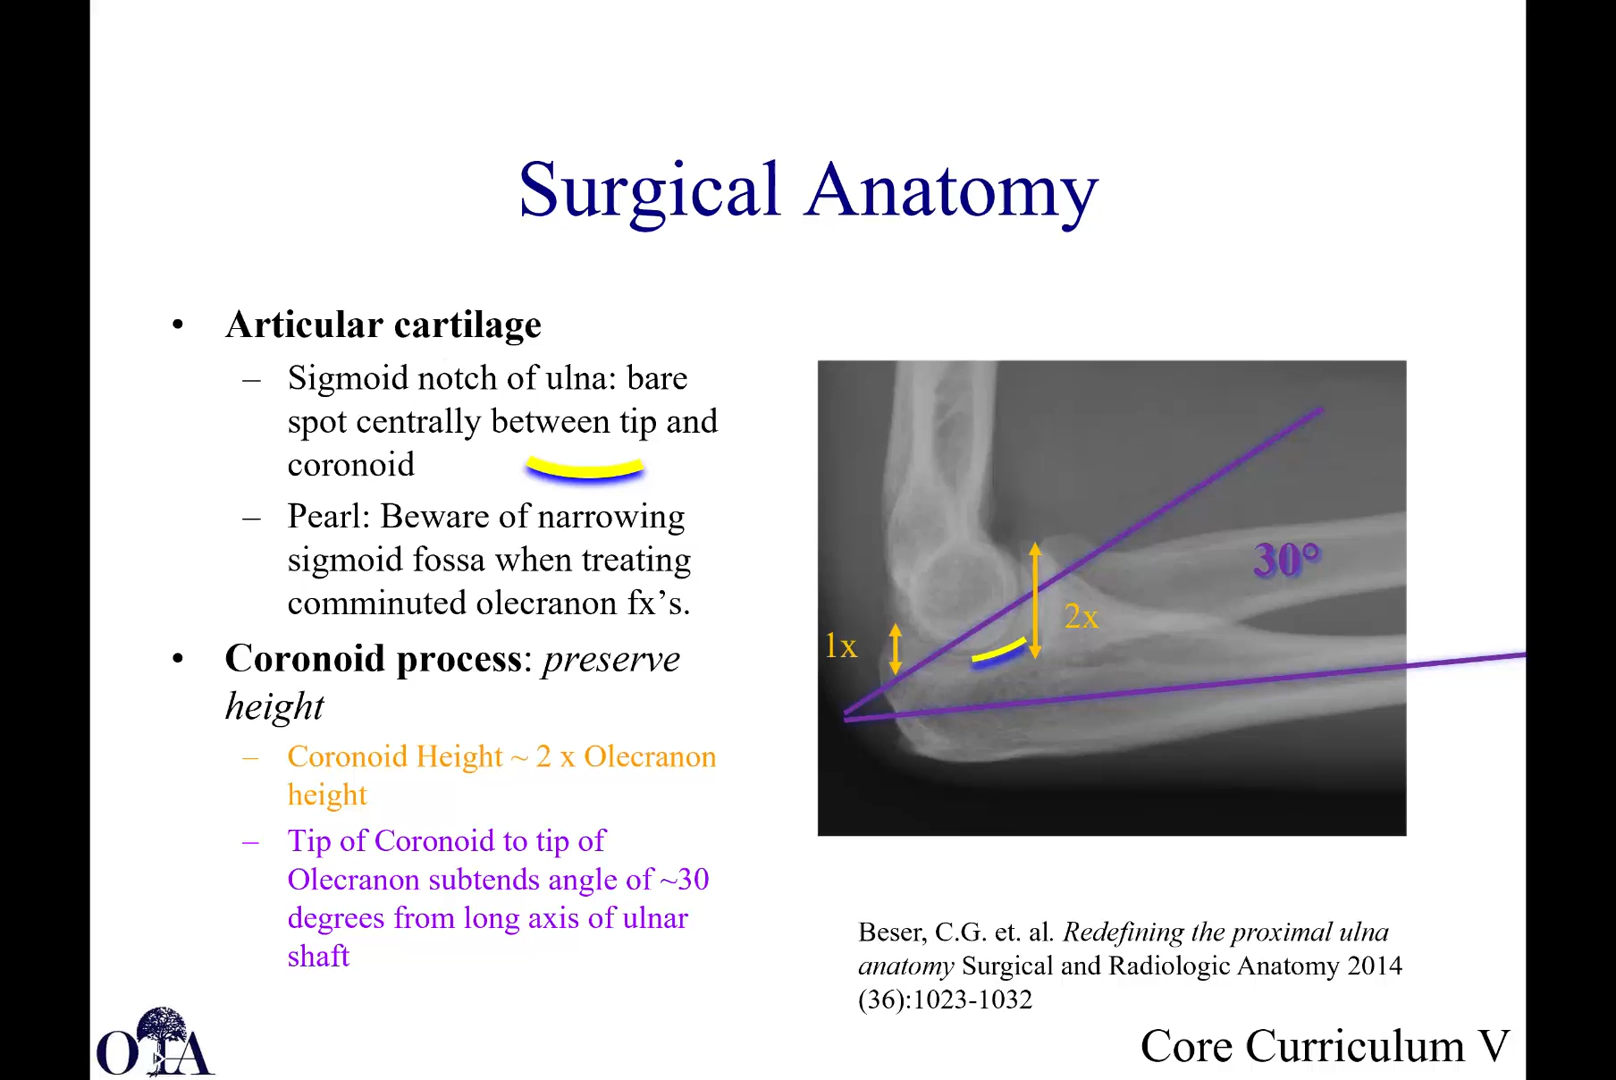 Surgical Anatomy
• Articular cartilage
– Sigmoid notch of ulna: bare
spot centrally between tip and
coronoid
– Pearl: Beware of narrowing
sigmoid fossa when treating
comminuted olecranon fx’s.
• Coronoid process: preserve
height
– Coronoid Height ~ 2 x Olecranon
height
– Tip of Coronoid to tip of
Olecranon subtends angle of ~30
degrees from long axis of ulnar
shaft
30°
2x
1x
Beser, C.G. et. al. Redefining the proximal ulna
anatomy Surgical and Radiologic Anatomy 2014
(36):1023-1032
OTA
Core Curriculum V